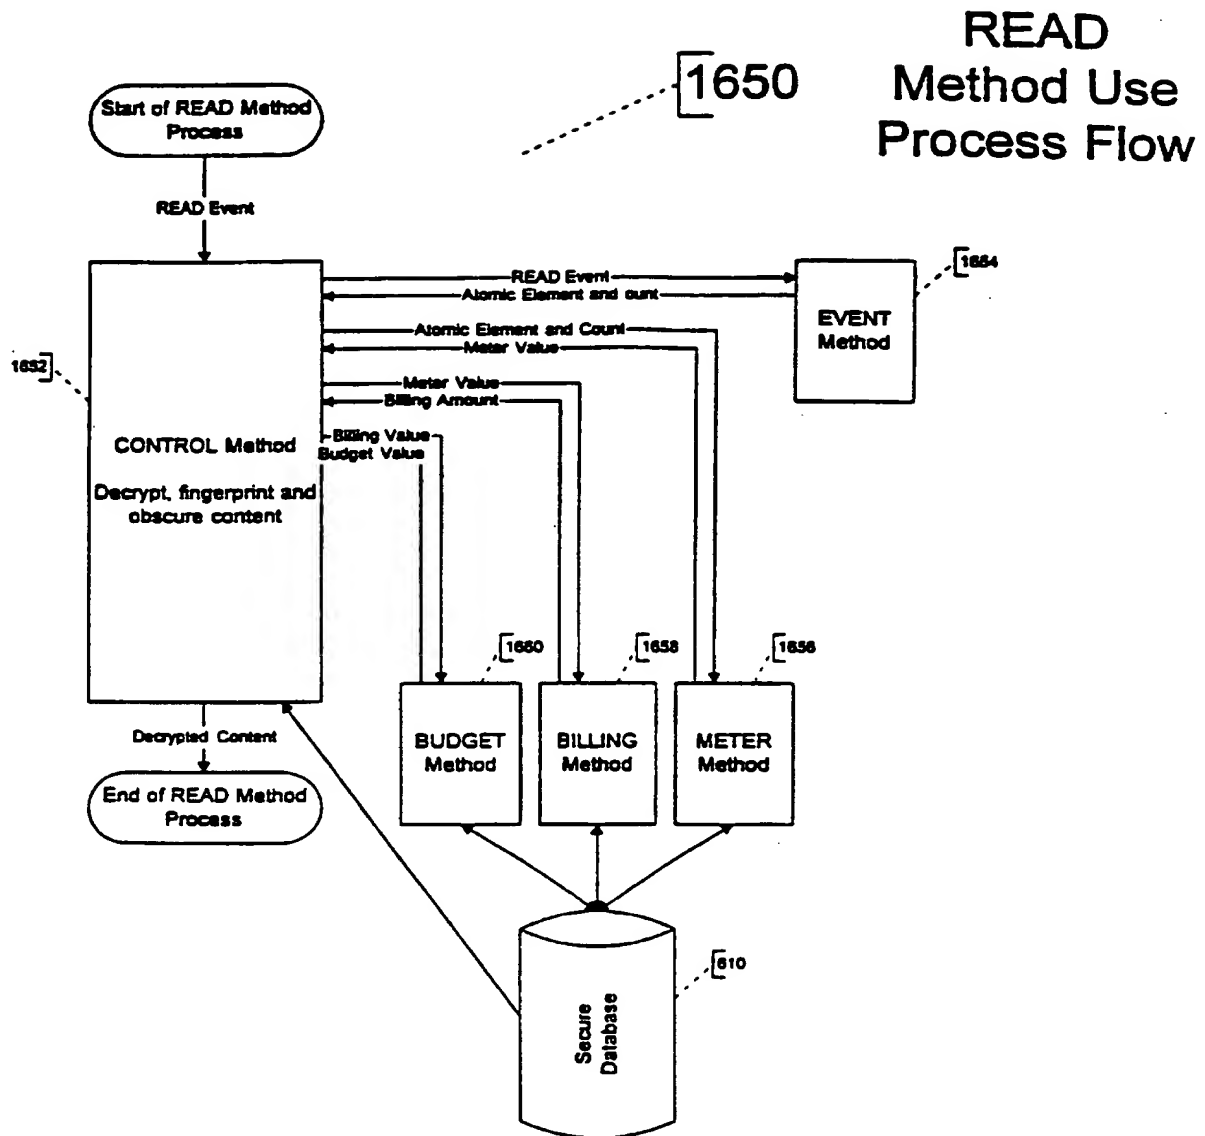 READ
Method Use
Process Flow
1650
Start of READ Method
Process
READ Event
READ Event
Atomic Element and ount
1654
EVENT
Method
Atomic Element and Count
Meter Value
1652
Meter Value
Billing Amount
Billing Value
Budget Value
CONTROL Method
Decrypt, fingerprint and
obscure content
1660
1658
1656
BUDGET
Method
BILLING
Method
METER
Method
Decrypted Content
End of READ Method
Process
610
Secure
Database